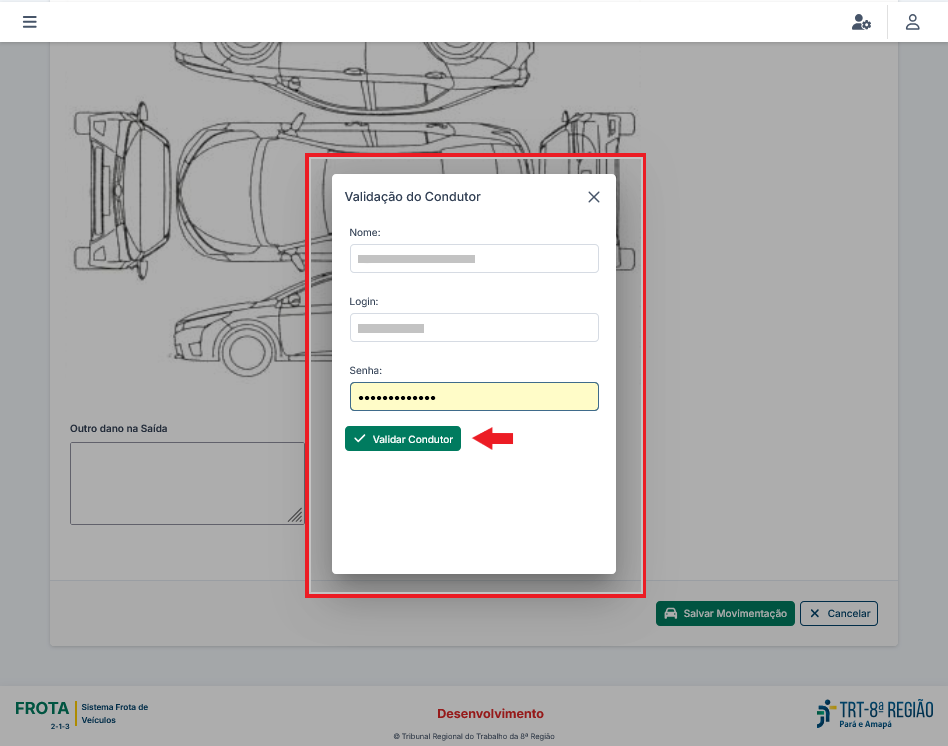 Validação do Condutor
Nome:
Login:
Senha:
Validar Condutor
Outro dano na Saída
Salvar Movimentação
Cancelar
FROTA
2-1-3
Sistema Frota de
Veículos
Desenvolvimento
© Tribunal Regional do Trabalho da 8ª Região
TRT-8ª REGIÃO
Pará e Amapá